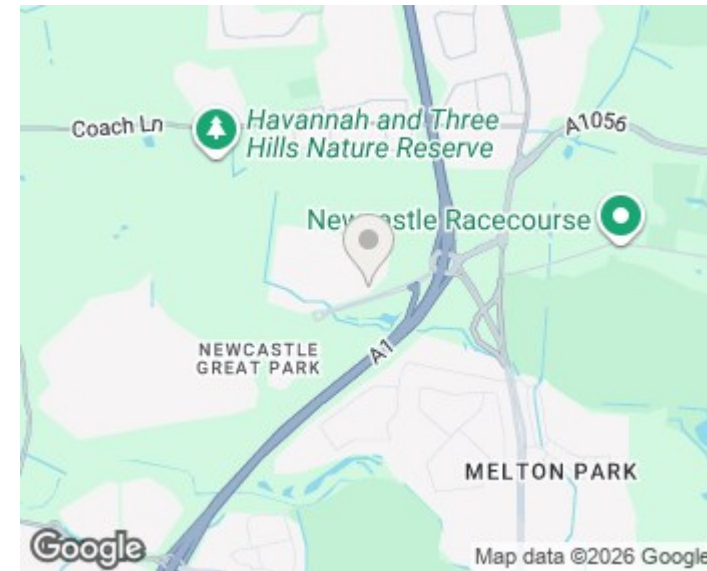 Coach Ln
Havannah and Three
Hills Nature Reserve
A1056
Newcastle Racecourse
NEWCASTLE
GREAT PARK
A1
MELTON PARK
Google
Map data ©2026 Google